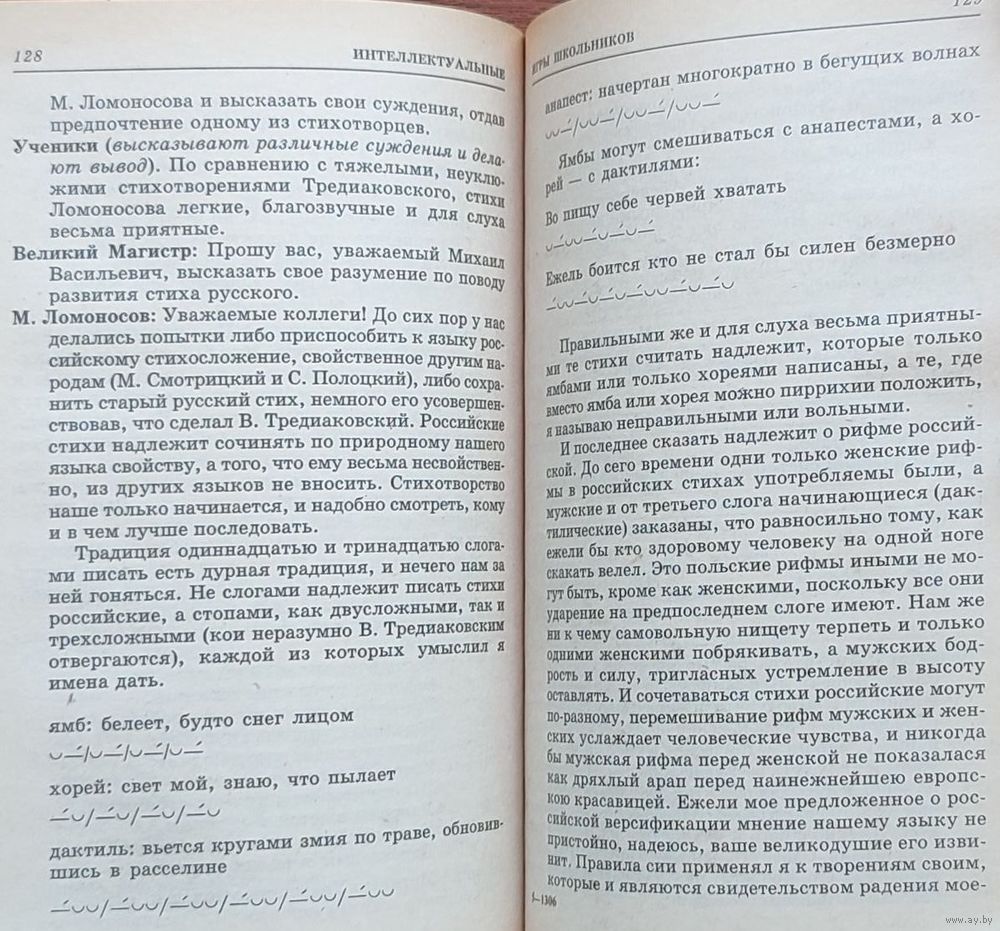 128
ИНТЕЛЛЕКТУАЛЬНЫЕ
М. Ломоносова и высказать свои суждения, отдав
предпочтение одному из стихотворцев.
Ученики (высказывают различные суждения и дела-
ют вывод). По сравнению с тяжелыми, неуклю-
жими стихотворениями Тредиаковского, стихи
Ломоносова легкие, благозвучные и для слуха
весьма приятные.
Великий Магистр: Прошу вас, уважаемый Михаил
Васильевич, высказать свое разумение по поводу
развития стиха русского.
М. Ломоносов: Уважаемые коллеги! До сих пор у нас
делались попытки либо приспособить к языку рос-
сийскому стихосложение, свойственное другим на-
родам (М. Смотрицкий и С. Полоцкий), либо сохра-
нить старый русский стих, немного его усовершен-
ствовав, что сделал В. Тредиаковский. Российские
стихи надлежит сочинять по природному нашего
языка свойству, а того, что ему весьма несвойствен-
но, из других языков не вносить. Стихотворство
наше только начинается, и надобно смотреть, кому
и в чем лучше последовать.
Традиция одиннадцатью и тринадцатью слога-
ми писать есть дурная традиция, и нечего нам за
ней гоняться. Не слогами надлежит писать стихи
российские, а стопами, как двусложными, так и
трехсложными (кои неразумно В. Тредиаковским
отвергаются), каждой из которых умыслил я
имена дать.
ямб: белеет, будто снег лицом
◡—́/◡—́/◡—́/◡—́
хорей: свет мой, знаю, что пылает
—́◡/—́◡/—́◡/—́◡
дактиль: вьется кругами змия по траве, обновив-
шись в расселине
—́◡◡/—́◡◡/—́◡◡/—́◡◡/—́◡◡/—́◡◡
129
ИГРЫ ШКОЛЬНИКОВ
анапест: начертан многократно в бегущих волнах
◡◡—́/◡◡—́/◡◡—́/◡◡—́
Ямбы могут смешиваться с анапестами, а хо-
рей — с дактилями:
Во пищу себе червей хватать
◡—́◡◡—́◡—́◡—́
Ежель боится кто не стал бы силен безмерно
—́◡◡—́◡—́◡◡—́◡—́◡
Правильными же и для слуха весьма приятны-
ми те стихи считать надлежит, которые только
ямбами или только хореями написаны, а те, где
вместо ямба или хорея можно пиррихии положить,
я называю неправильными или вольными.
И последнее сказать надлежит о рифме россий-
ской. До сего времени одни только женские риф-
мы в российских стихах употребляемы были, а
мужские и от третьего слога начинающиеся (дак-
тилические) заказаны, что равносильно тому, как
ежели бы кто здоровому человеку на одной ноге
скакать велел. Это польские рифмы иными не мо-
гут быть, кроме как женскими, поскольку все они
ударение на предпоследнем слоге имеют. Нам же
ни к чему самовольную нищету терпеть и только
одними женскими побрякивать, а мужских бод-
рость и силу, тригласных устремление в высоту
оставлять. И сочетаваться стихи российские могут
по-разному, перемешивание рифм мужских и жен-
ских услаждает человеческие чувства, и никогда
бы мужская рифма перед женской не показалася
как дряхлый арап перед наинежнейшею европс-
кою красавицей. Ежели мое предложенное о рос-
сийской версификации мнение нашему языку не
пристойно, надеюсь, ваше великодушие его изви-
нит. Правила сии применял я к творениям своим,
которые и являются свидетельством радения мое-
5—1306
www.ay.by